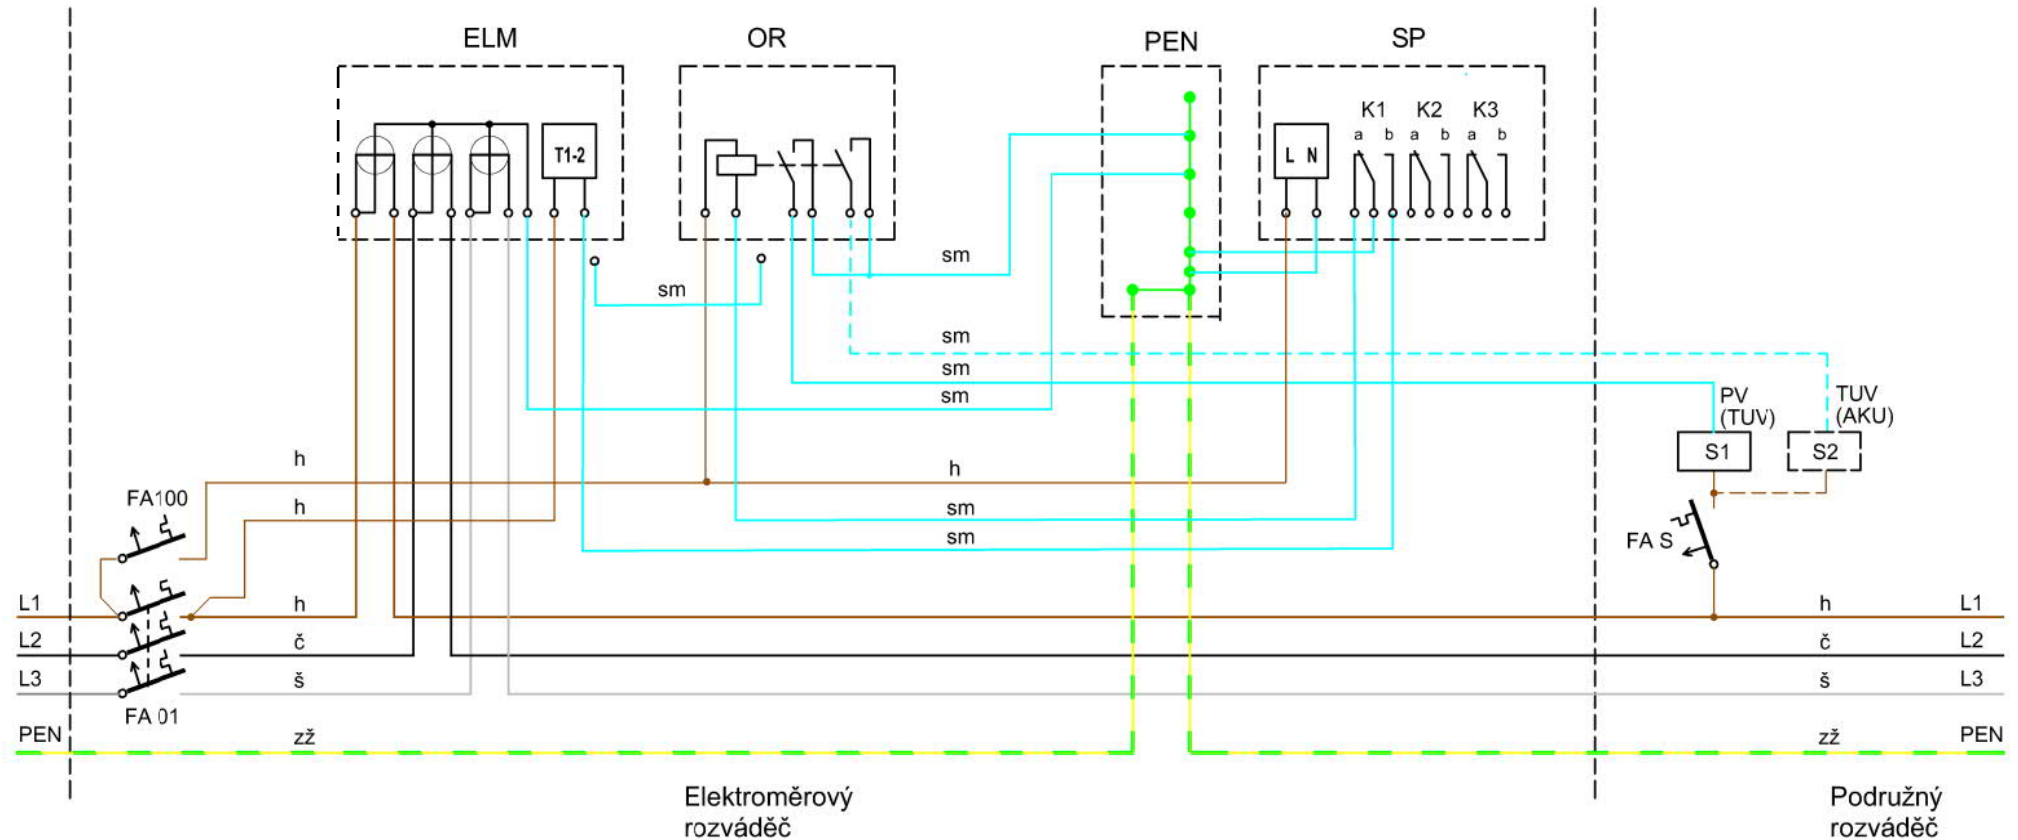 ELM OR PEN SP
K1 K2 K3
a b a b a b
T1-2
L N
sm
sm
sm
sm
sm
PV
(TUV)
TUV
(AKU)
S1 S2
h
h
FA100
h
sm
sm
FA S
L1 h h L1
L2 č č L2
L3 š š L3
FA 01
PEN zž zž PEN
Elektroměrový
rozváděč
Podružný
rozváděč